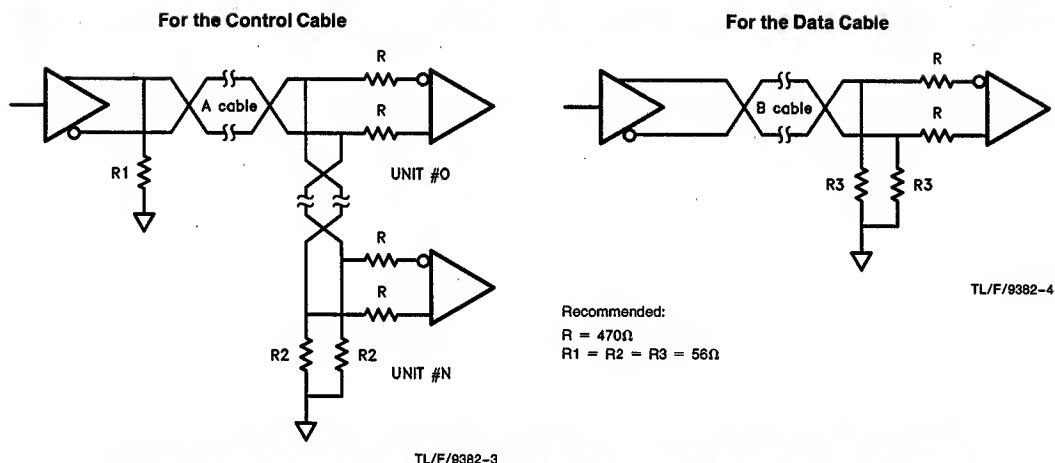 For the Control Cable
R
A cable
R
R1
UNIT #0
R
R
R2
R2
UNIT #N
TL/F/9382-3
For the Data Cable
R
B cable
R
R3
R3
TL/F/9382-4
Recommended:
R = 470Ω
R1 = R2 = R3 = 56Ω